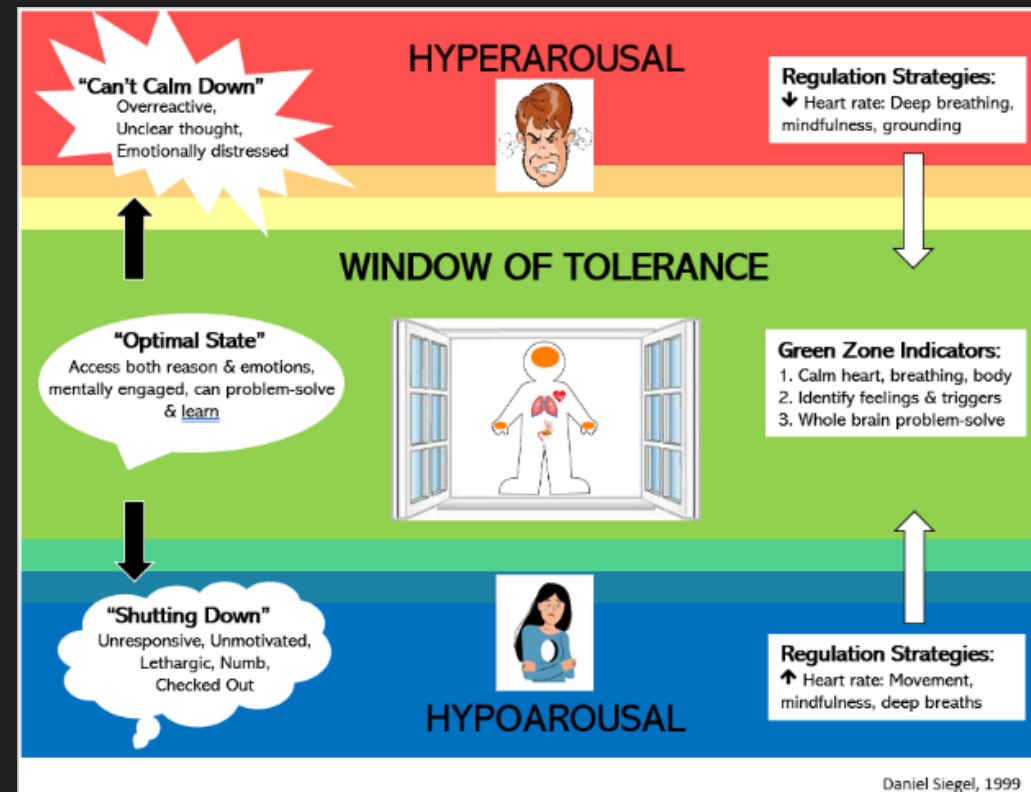 HYPERAROUSAL
“Can’t Calm Down”
Overreactive,
Unclear thought,
Emotionally distressed
Regulation Strategies:
↓ Heart rate: Deep breathing,
mindfulness, grounding
WINDOW OF TOLERANCE
“Optimal State”
Access both reason & emotions,
mentally engaged, can problem-solve
& learn
Green Zone Indicators:
1. Calm heart, breathing, body
2. Identify feelings & triggers
3. Whole brain problem-solve
“Shutting Down”
Unresponsive, Unmotivated,
Lethargic, Numb,
Checked Out
HYPOAROUSAL
Regulation Strategies:
↑ Heart rate: Movement,
mindfulness, deep breaths
Daniel Siegel, 1999